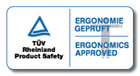 TÜV
Rheinland
Product Safety
ERGONOMIE
GEPRÜFT
ERGONOMICS
APPROVED